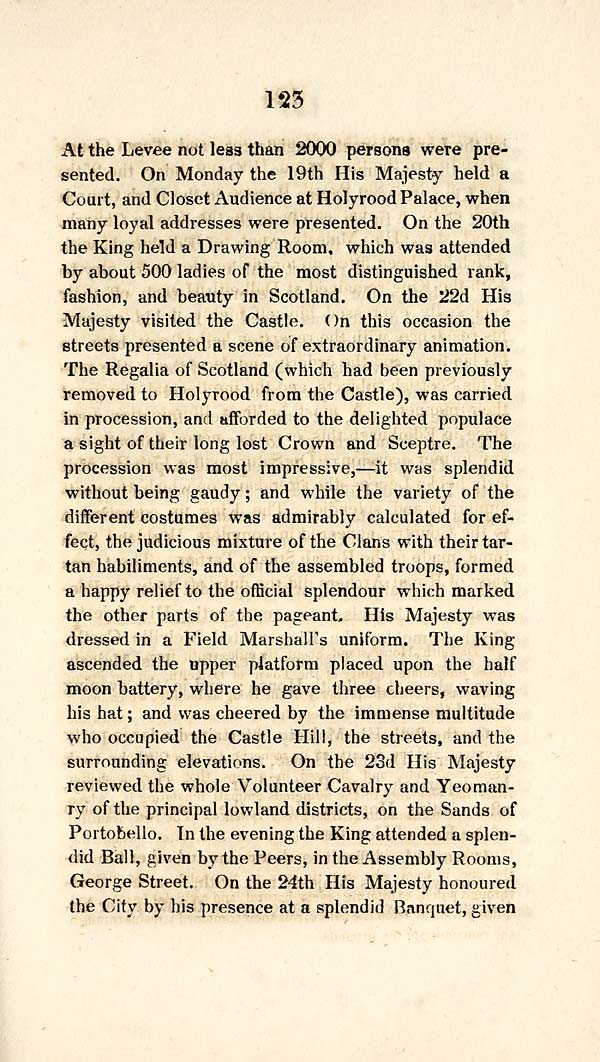 123
At the Levee not less than 2000 persons were pre-
sented. On Monday the 19th His Majesty held a
Court, and Closet Audience at Holyrood Palace, when
many loyal addresses were presented. On the 20th
the King held a Drawing Room, which was attended
by about 500 ladies of the most distinguished rank,
fashion, and beauty in Scotland. On the 22d His
Majesty visited the Castle. On this occasion the
streets presented a scene of extraordinary animation.
The Regalia of Scotland (which had been previously
removed to Holyrood from the Castle), was carried
in procession, and afforded to the delighted populace
a sight of their long lost Crown and Sceptre. The
procession was most impressive,—it was splendid
without being gaudy; and while the variety of the
different costumes was admirably calculated for ef-
fect, the judicious mixture of the Clans with their tar-
tan habiliments, and of the assembled troops, formed
a happy relief to the official splendour which marked
the other parts of the pageant. His Majesty was
dressed in a Field Marshall's uniform. The King
ascended the upper platform placed upon the half
moon battery, where he gave three cheers, waving
his hat; and was cheered by the immense multitude
who occupied the Castle Hill, the streets, and the
surrounding elevations. On the 23d His Majesty
reviewed the whole Volunteer Cavalry and Yeoman-
ry of the principal lowland districts, on the Sands of
Portobello. In the evening the King attended a splen-
did Ball, given by the Peers, in the Assembly Rooms,
George Street. On the 24th His Majesty honoured
the City by his presence at a splendid Banquet, given